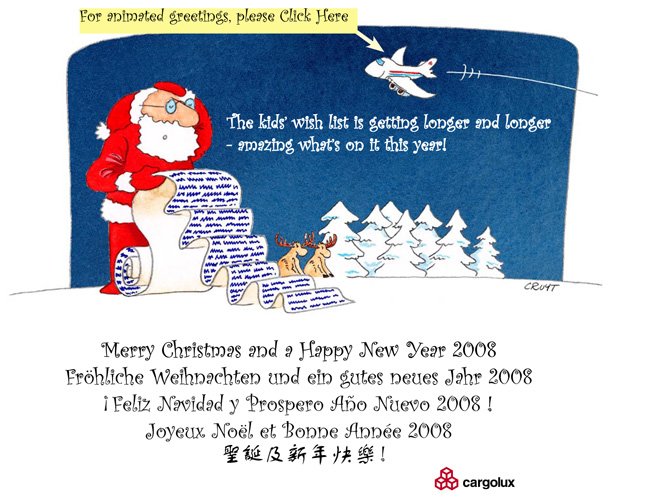 For animated greetings, please Click Here
The kids' wish list is getting longer and longer
- amazing what's on it this year!
CRUYT
Merry Christmas and a Happy New Year 2008
Fröhliche Weihnachten und ein gutes neues Jahr 2008
¡Feliz Navidad y Prospero Año Nuevo 2008 !
Joyeux Noël et Bonne Année 2008
聖誕及新年快樂!
cargolux